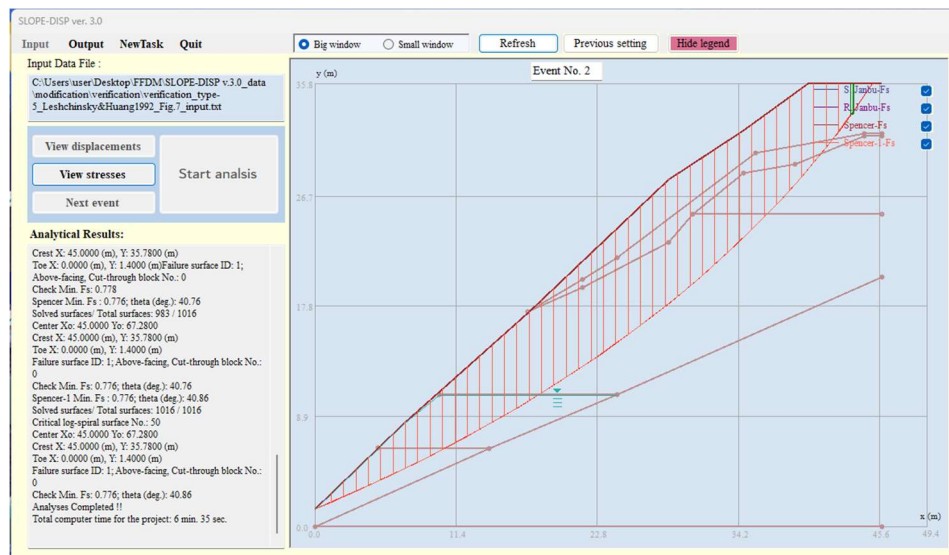 SLOPE-DISP ver. 3.0
Input Output NewTask Quit
Big window Small window Refresh Previous setting Hide legend
Input Data File :
C:\Users\user\Desktop\FFDM\SLOPE-DISP v.3.0_data
\modification\verification\verification_type-
5_Leshchinsky&Huang1992_Fig.7_input.txt
View displacements
View stresses
Next event
Start analsis
Analytical Results:
Crest X: 45.0000 (m), Y: 35.7800 (m)
Toe X: 0.0000 (m), Y: 1.4000 (m)Failure surface ID: 1;
Above-facing, Cut-through block No.: 0
Check Min. Fs: 0.778
Spencer Min. Fs : 0.776; theta (deg.): 40.76
Solved surfaces/ Total surfaces: 983 / 1016
Center Xo: 45.0000 Yo: 67.2800
Crest X: 45.0000 (m), Y: 35.7800 (m)
Toe X: 0.0000 (m), Y: 1.4000 (m)
Failure surface ID: 1; Above-facing, Cut-through block No.:
0
Check Min. Fs: 0.776; theta (deg.): 40.76
Spencer-1 Min. Fs : 0.776; theta (deg.): 40.86
Solved surfaces/ Total surfaces: 1016 / 1016
Critical log-spiral surface No.: 50
Center Xo: 45.0000 Yo: 67.2800
Crest X: 45.0000 (m), Y: 35.7800 (m)
Toe X: 0.0000 (m), Y: 1.4000 (m)
Failure surface ID: 1; Above-facing, Cut-through block No.:
0
Check Min. Fs: 0.776; theta (deg.): 40.86
Analyses Completed !!
Total computer time for the project: 6 min. 35 sec.
y (m)
Event No. 2
35.8
S_Janbu-Fs
R_Janbu-Fs
Spencer-Fs
Spencer-1-Fs
26.7
17.8
8.9
x (m)
0.0
0.0 11.4 22.8 34.2 45.6 49.4